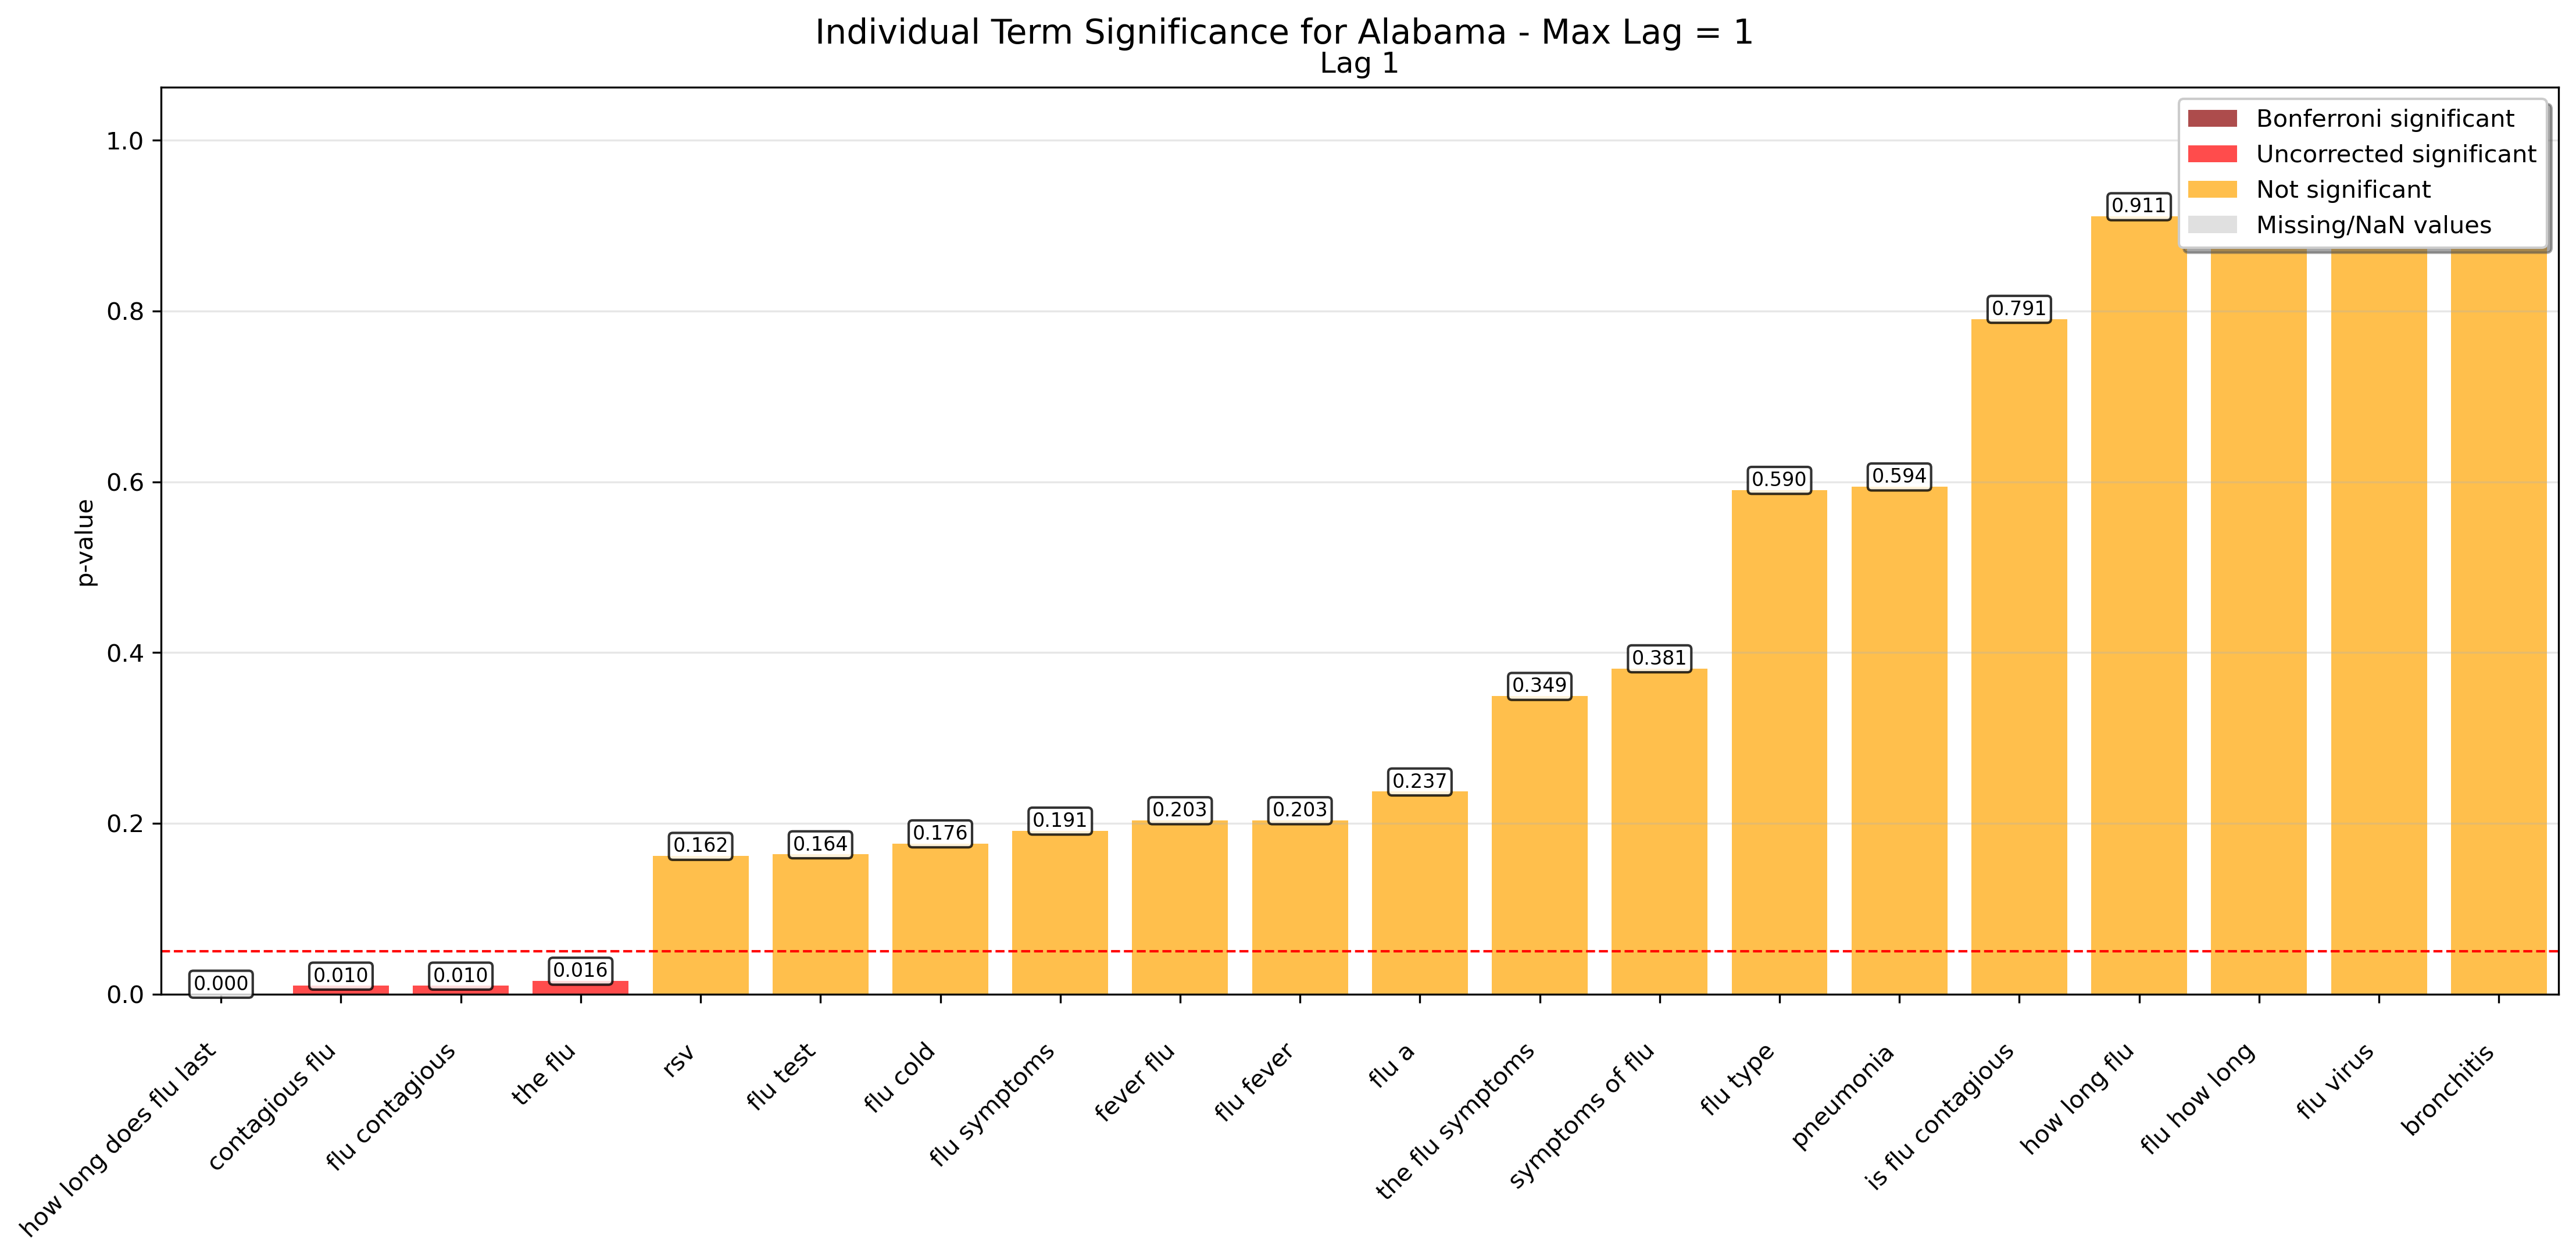 Individual Term Significance for Alabama - Max Lag = 1
Lag 1
Bonferroni significant
Uncorrected significant
Not significant
Missing/NaN values
p-value
1.0
0.8
0.6
0.4
0.2
0.0
0.000
0.010
0.010
0.016
0.162
0.164
0.176
0.191
0.203
0.203
0.237
0.349
0.381
0.590
0.594
0.791
0.911
how long does flu last
contagious flu
flu contagious
the flu
rsv
flu test
flu cold
flu symptoms
fever flu
flu fever
flu a
the flu symptoms
symptoms of flu
flu type
pneumonia
is flu contagious
how long flu
flu how long
flu virus
bronchitis